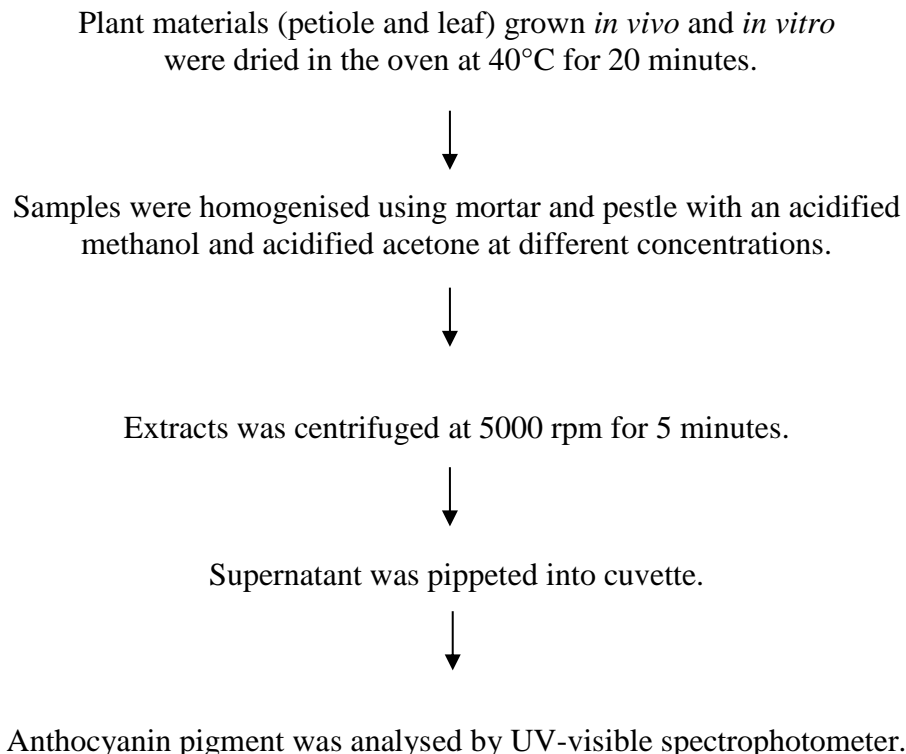 Plant materials (petiole and leaf) grown in vivo and in vitro
were dried in the oven at 40°C for 20 minutes.
Samples were homogenised using mortar and pestle with an acidified
methanol and acidified acetone at different concentrations.
Extracts was centrifuged at 5000 rpm for 5 minutes.
Supernatant was pippeted into cuvette.
Anthocyanin pigment was analysed by UV-visible spectrophotometer.